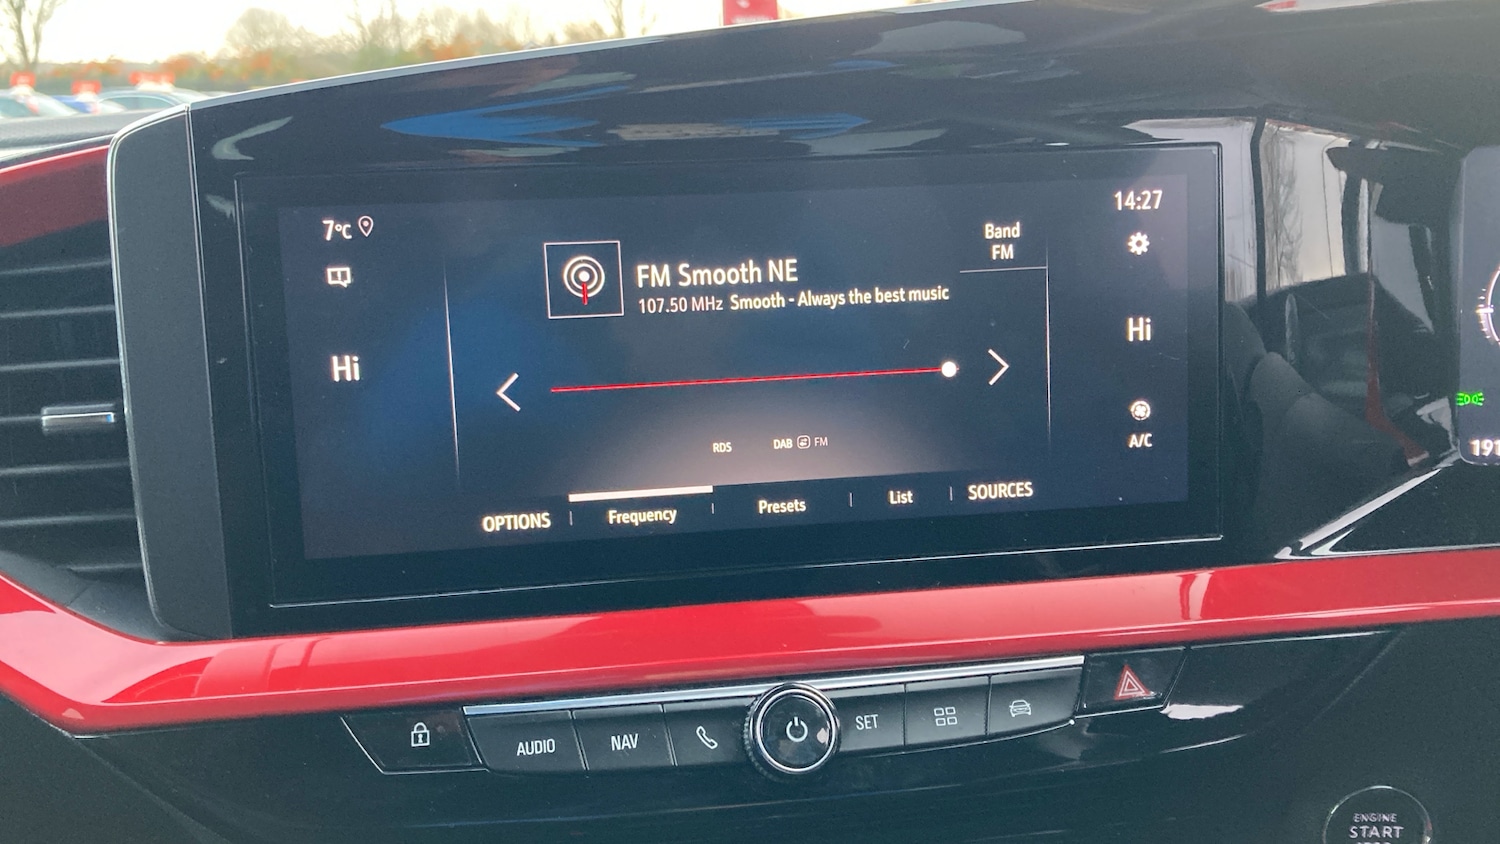 7°C
14:27
Band
FM
FM Smooth NE
107.50 MHz Smooth - Always the best music
Hi
Hi
A/C
RDS
DAB FM
OPTIONS
Frequency
Presets
List
SOURCES
191
AUDIO
NAV
SET
ENGINE
START